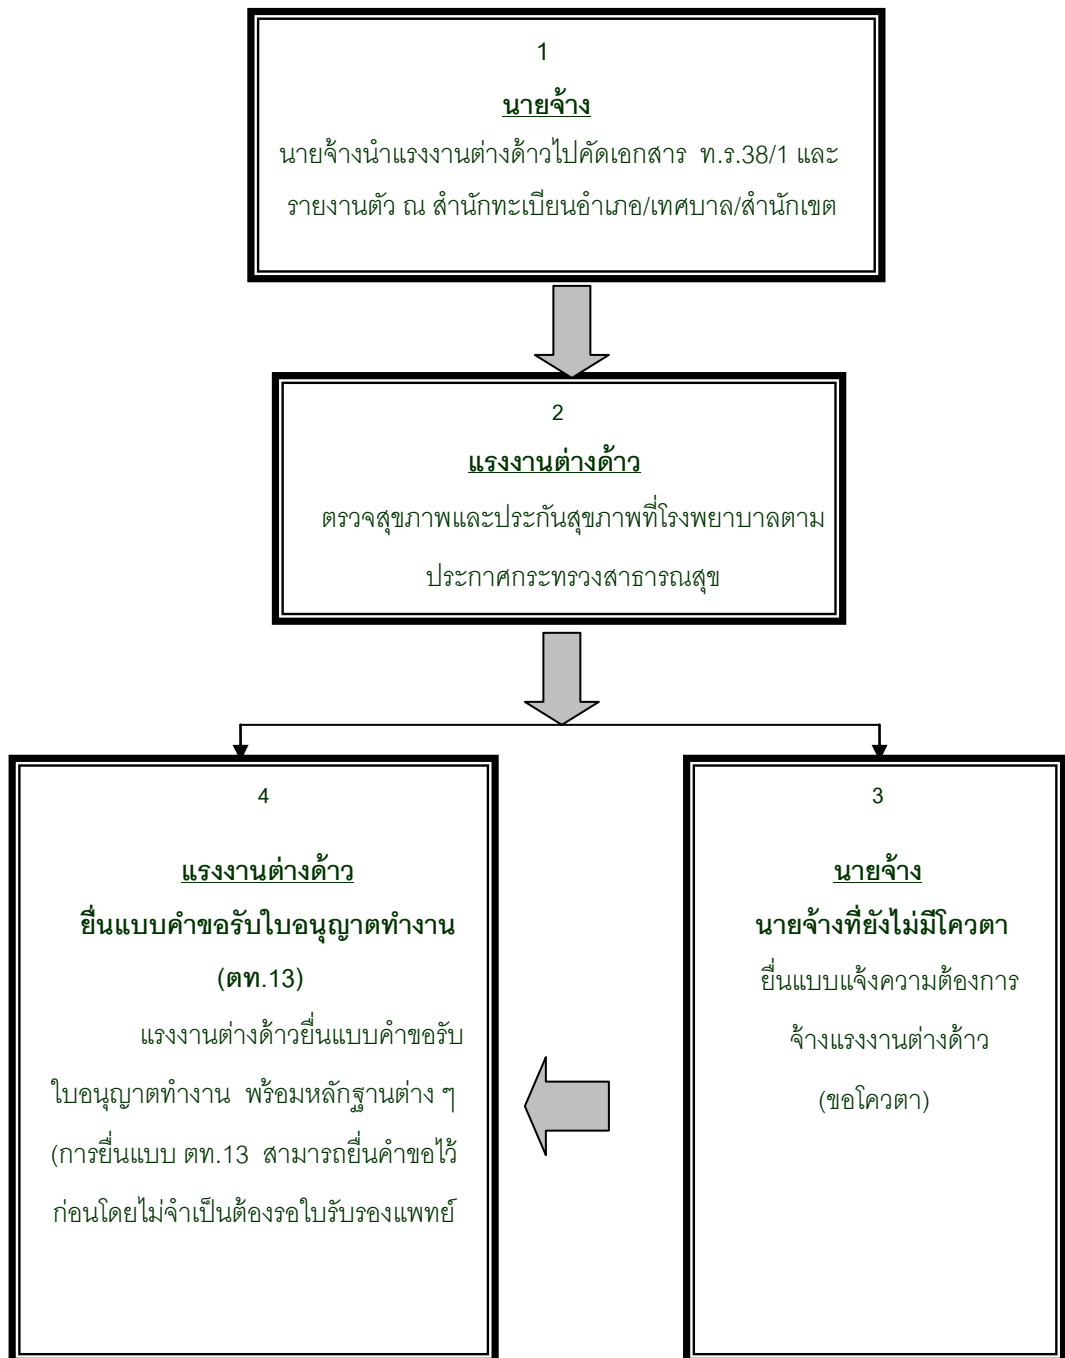 1
นายจ้าง
นายจ้างนำแรงงานต่างด้าวไปคัดเอกสาร ท.ร.38/1 และ
รายงานตัว ณ สำนักทะเบียนอำเภอ/เทศบาล/สำนักเขต
2
แรงงานต่างด้าว
ตรวจสุขภาพและประกันสุขภาพที่โรงพยาบาลตาม
ประกาศกระทรวงสาธารณสุข
3
นายจ้าง
นายจ้างที่ยังไม่มีโควตา
ยื่นแบบแจ้งความต้องการ
จ้างแรงงานต่างด้าว
(ขอโควตา)
4
แรงงานต่างด้าว
ยื่นแบบคำขอรับใบอนุญาตทำงาน
(ตท.13)
แรงงานต่างด้าวยื่นแบบคำขอรับ
ใบอนุญาตทำงาน พร้อมหลักฐานต่าง ๆ
(การยื่นแบบ ตท.13 สามารถยื่นคำขอไว้
ก่อนโดยไม่จำเป็นต้องรอใบรับรองแพทย์